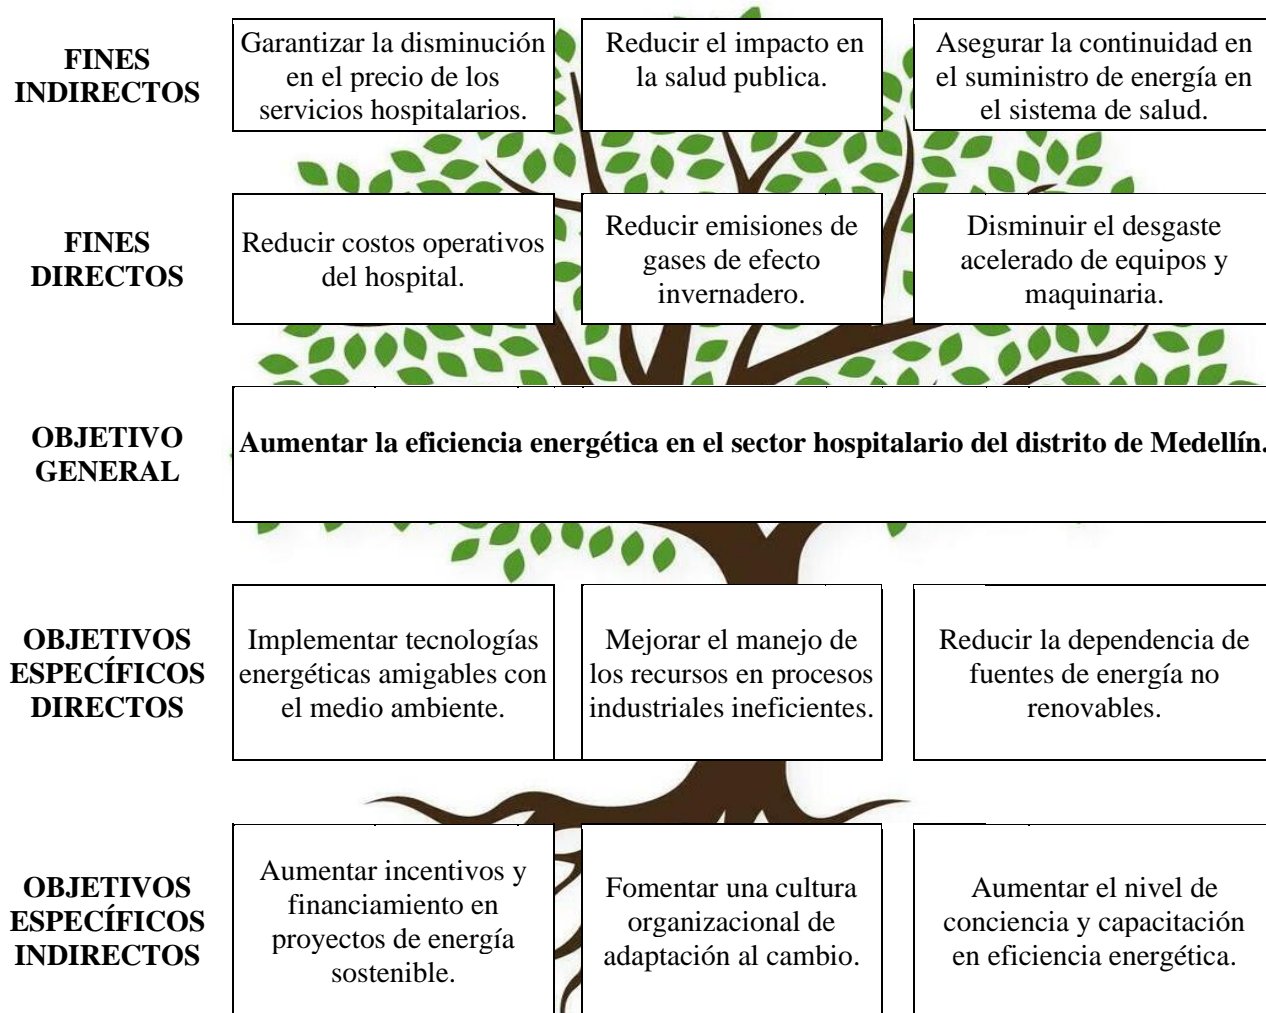 FINES
INDIRECTOS
Garantizar la disminución
en el precio de los
servicios hospitalarios.
Reducir el impacto en
la salud publica.
Asegurar la continuidad en
el suministro de energía en
el sistema de salud.
FINES
DIRECTOS
Reducir costos operativos
del hospital.
Reducir emisiones de
gases de efecto
invernadero.
Disminuir el desgaste
acelerado de equipos y
maquinaria.
OBJETIVO
GENERAL
Aumentar la eficiencia energética en el sector hospitalario del distrito de Medellín.
OBJETIVOS
ESPECÍFICOS
DIRECTOS
Implementar tecnologías
energéticas amigables con
el medio ambiente.
Mejorar el manejo de
los recursos en procesos
industriales ineficientes.
Reducir la dependencia de
fuentes de energía no
renovables.
OBJETIVOS
ESPECÍFICOS
INDIRECTOS
Aumentar incentivos y
financiamiento en
proyectos de energía
sostenible.
Fomentar una cultura
organizacional de
adaptación al cambio.
Aumentar el nivel de
conciencia y capacitación
en eficiencia energética.